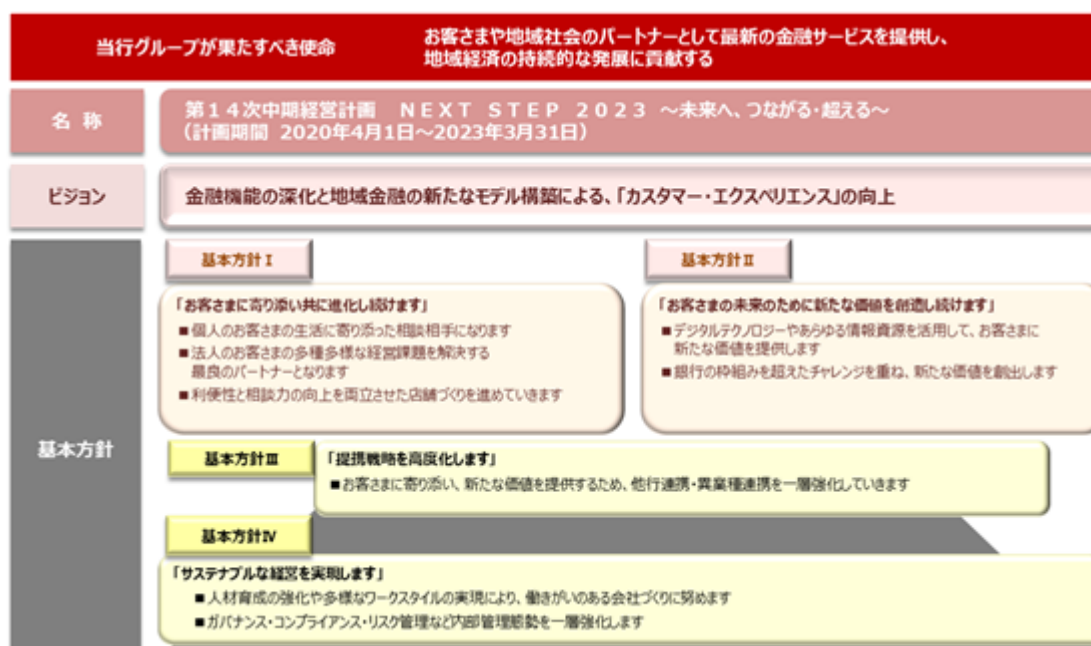 当行グループが果たすべき使命
お客さまや地域社会のパートナーとして最新の金融サービスを提供し、
地域経済の持続的な発展に貢献する
名 称
第14次中期経営計画 NEXT STEP 2023 ~未来へ、つながる・超える~
(計画期間 2020年4月1日~2023年3月31日)
ビジョン
金融機能の深化と地域金融の新たなモデル構築による、「カスタマー・エクスペリエンス」の向上
基本方針
基本方針Ⅰ
「お客さまに寄り添い共に進化し続けます」
■個人のお客さまの生活に寄り添った相談相手になります
■法人のお客さまの多種多様な経営課題を解決する
最良のパートナーとなります
■利便性と相談力の向上を両立させた店舗づくりを進めていきます
基本方針Ⅱ
「お客さまの未来のために新たな価値を創造し続けます」
■デジタルテクノロジーやあらゆる情報資源を活用して、お客さまに
新たな価値を提供します
■銀行の枠組みを超えたチャレンジを重ね、新たな価値を創出します
基本方針Ⅲ
「提携戦略を高度化します」
■お客さまに寄り添い、新たな価値を提供するため、他行連携・異業種連携を一層強化していきます
基本方針Ⅳ
「サステナブルな経営を実現します」
■人材育成の強化や多様なワークスタイルの実現により、働きがいのある会社づくりに努めます
■ガバナンス・コンプライアンス・リスク管理など内部管理態勢を一層強化します